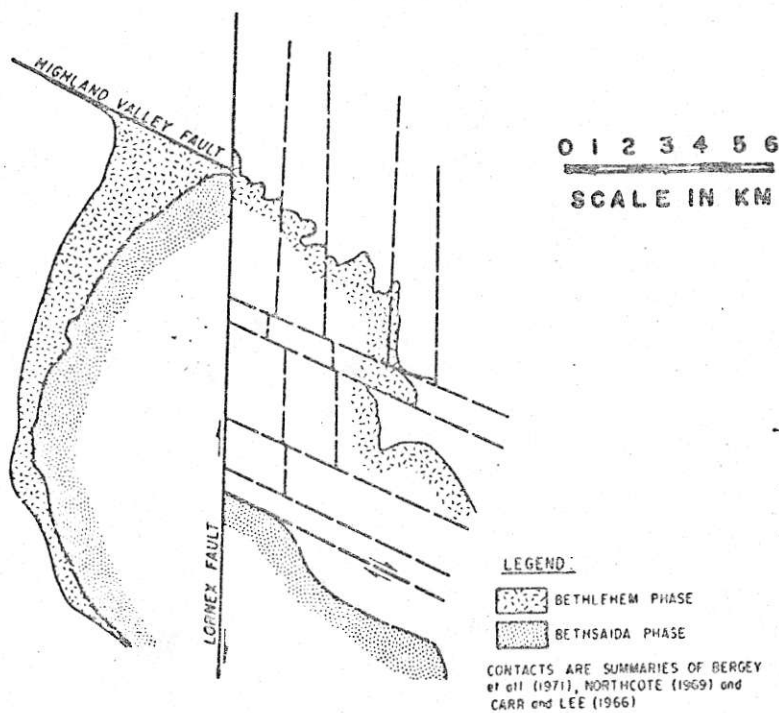 HIGHLAND VALLEY FAULT
0 1 2 3 4 5 6
SCALE IN KM
LORNEX FAULT
LEGEND:
BETHLEHEM PHASE
BETHSAIDA PHASE
CONTACTS ARE SUMMARIES OF BERGEY
et all (1971), NORTHCOTE (1969) and
CARR and LEE (1966)